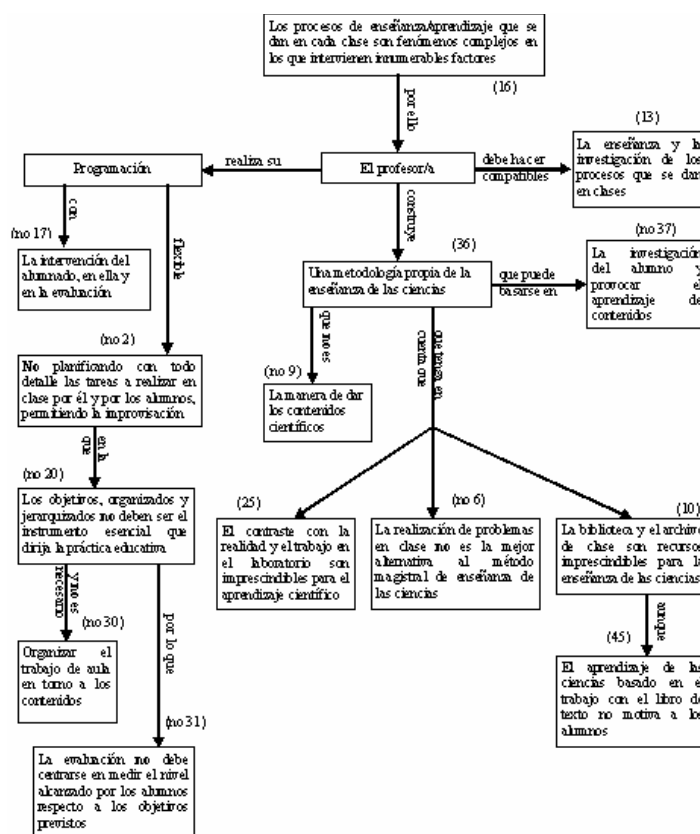 Los procesos de enseñanza/Aprendizaje que se
dan en cada clase son fenómenos complejos en
los que intervienen innumerables factores
(16)
por ello
(13)
La enseñanza y la
investigación de los
procesos que se dan
en clases
Programación
realiza su
El profesor/a
debe hacer
compatibles
con
flexible
construye
(no 17)
La intervención del
alumnado, en ella y
en la evaluación
(36)
Una metodología propia de la
enseñanza de las ciencias
que puede
basarse en
(no 37)
La investigación
del alumno y
provocar el
aprendizaje de
contenidos
(no 2)
No planificando con todo
detalle las tareas a realizar en
clase por él y por los alumnos,
permitiendo la improvisación
que no es
(no 9)
La manera de dar
los contenidos
científicos
que tenga en
cuenta que
en la
que
(no 20)
Los objetivos, organizados y
jerarquizados no deben ser el
instrumento esencial que
dirija la práctica educativa
(25)
El contraste con la
realidad y el trabajo en
el laboratorio son
imprescindibles para el
aprendizaje científico
(no 6)
La realización de problemas
en clase no es la mejor
alternativa al método
magistral de enseñanza de
las ciencias
(10)
La biblioteca y el archivo
de clase son recursos
imprescindibles para la
enseñanza de las ciencias
y no es
necesario
(no 30)
Organizar el
trabajo de aula
en torno a los
contenidos
por lo que
aunque
(45)
El aprendizaje de las
ciencias basado en el
trabajo con el libro de
texto no motiva a los
alumnos
(no 31)
La evaluación no debe
centrarse en medir el nivel
alcanzado por los alumnos
respecto a los objetivos
previstos